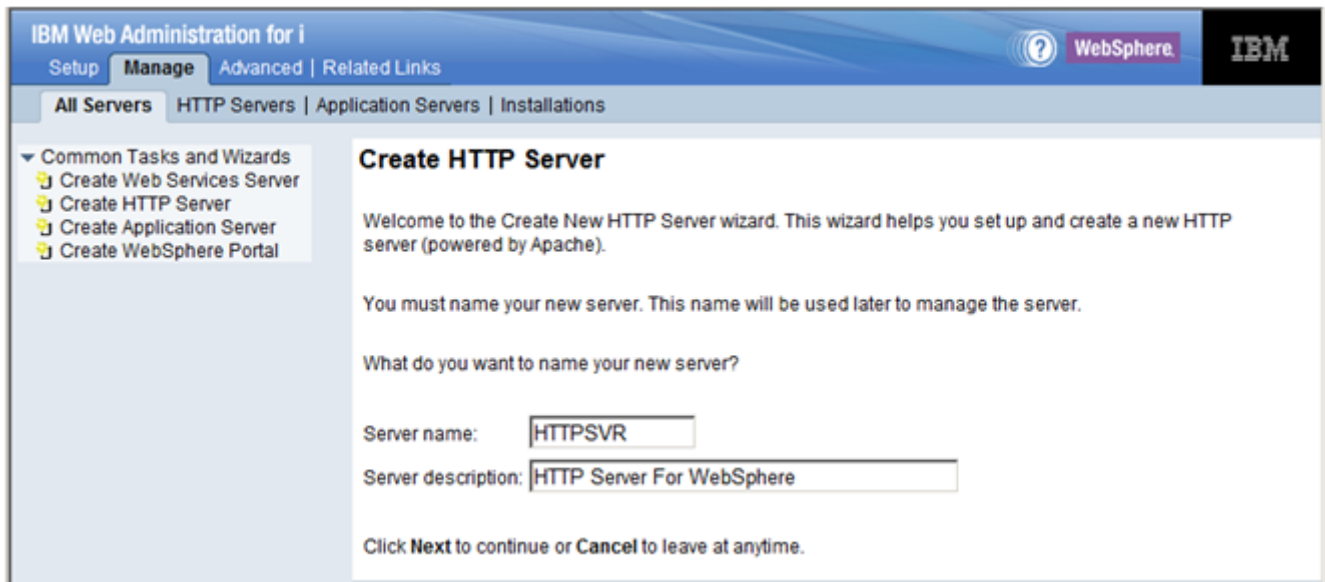 IBM Web Administration for i
Setup Manage Advanced | Related Links
? WebSphere. IBM
All Servers HTTP Servers | Application Servers | Installations
Common Tasks and Wizards
Create Web Services Server
Create HTTP Server
Create Application Server
Create WebSphere Portal
Create HTTP Server
Welcome to the Create New HTTP Server wizard. This wizard helps you set up and create a new HTTP
server (powered by Apache).
You must name your new server. This name will be used later to manage the server.
What do you want to name your new server?
Server name: HTTPSVR
Server description: HTTP Server For WebSphere
Click Next to continue or Cancel to leave at anytime.